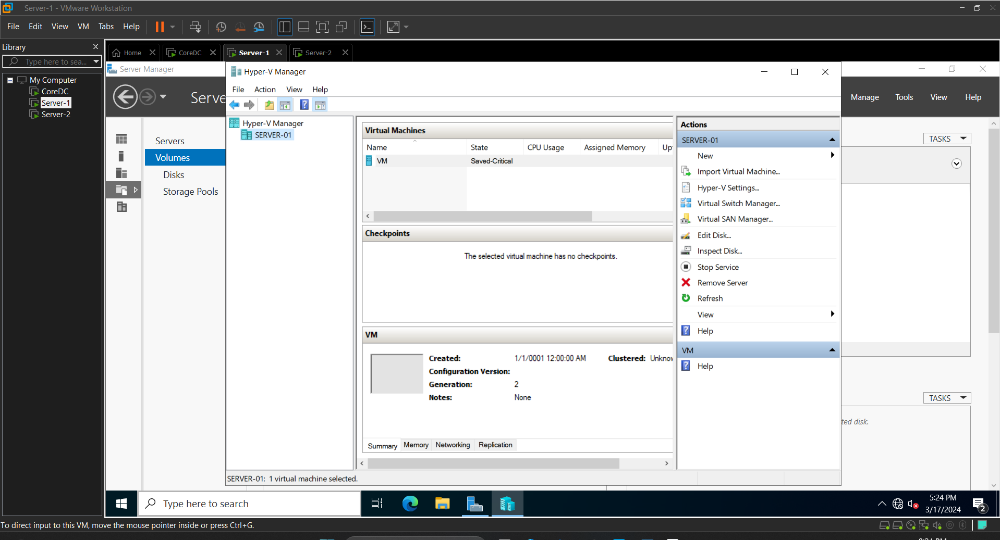 Server-1 - VMware Workstation
File Edit View VM Tabs Help
Library
Type here to sea...
My Computer
CoreDC
Server-1
Server-2
Home CoreDC Server-1 Server-2
Server Manager
Serve
Manage Tools View Help
Servers
Volumes
Disks
Storage Pools
TASKS
TASKS
ted disk.
Hyper-V Manager
File Action View Help
Hyper-V Manager
SERVER-01
Virtual Machines
Name State CPU Usage Assigned Memory Up
VM Saved-Critical
Checkpoints
The selected virtual machine has no checkpoints.
VM
Created: 1/1/0001 12:00:00 AM Clustered: Unknow
Configuration Version:
Generation: 2
Notes: None
Summary Memory Networking Replication
Actions
SERVER-01
New
Import Virtual Machine...
Hyper-V Settings...
Virtual Switch Manager...
Virtual SAN Manager...
Edit Disk...
Inspect Disk...
Stop Service
Remove Server
Refresh
View
Help
VM
Help
SERVER-01: 1 virtual machine selected.
Type here to search
5:24 PM
3/17/2024
2
To direct input to this VM, move the mouse pointer inside or press Ctrl+G.